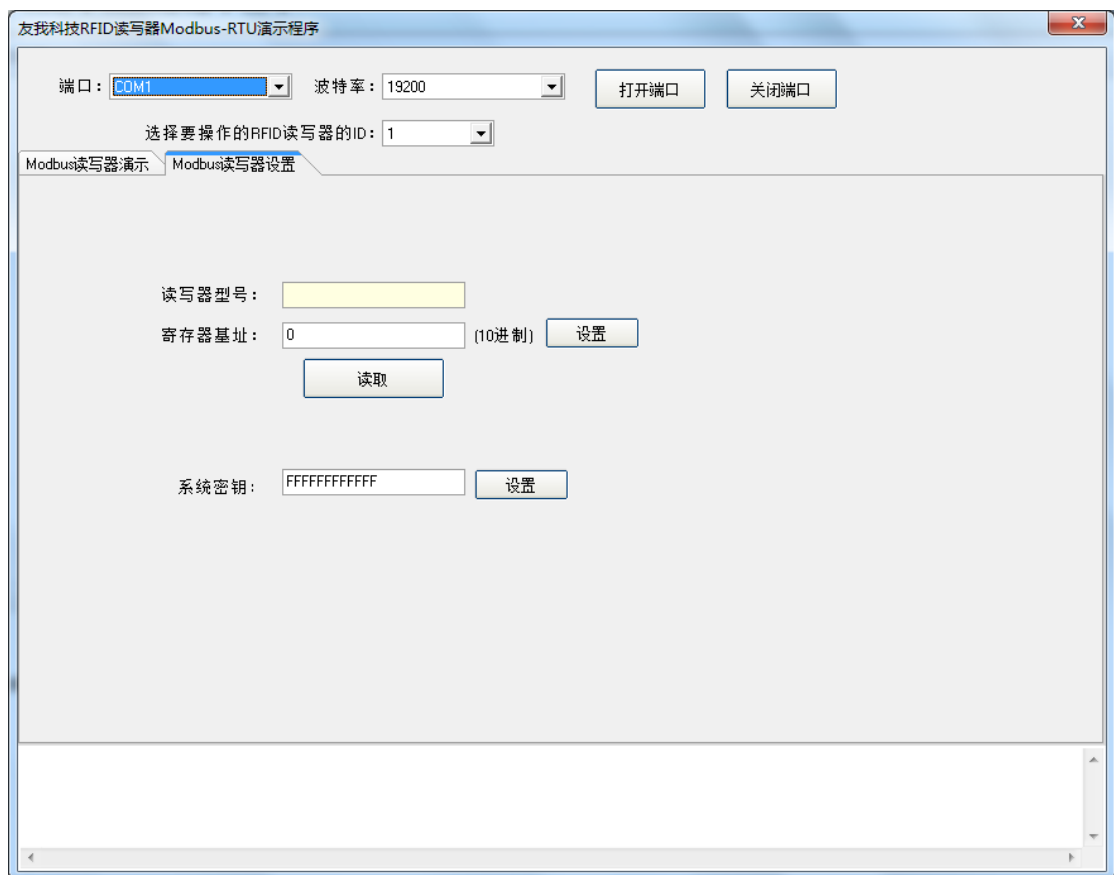 友我科技RFID读写器Modbus-RTU演示程序
端口： COM1 波特率： 19200 打开端口 关闭端口
选择要操作的RFID读写器的ID： 1
Modbus读写器演示 Modbus读写器设置
读写器型号：
寄存器基址： 0 (10进制) 设置
读取
系统密钥： FFFFFFFFFFFF 设置